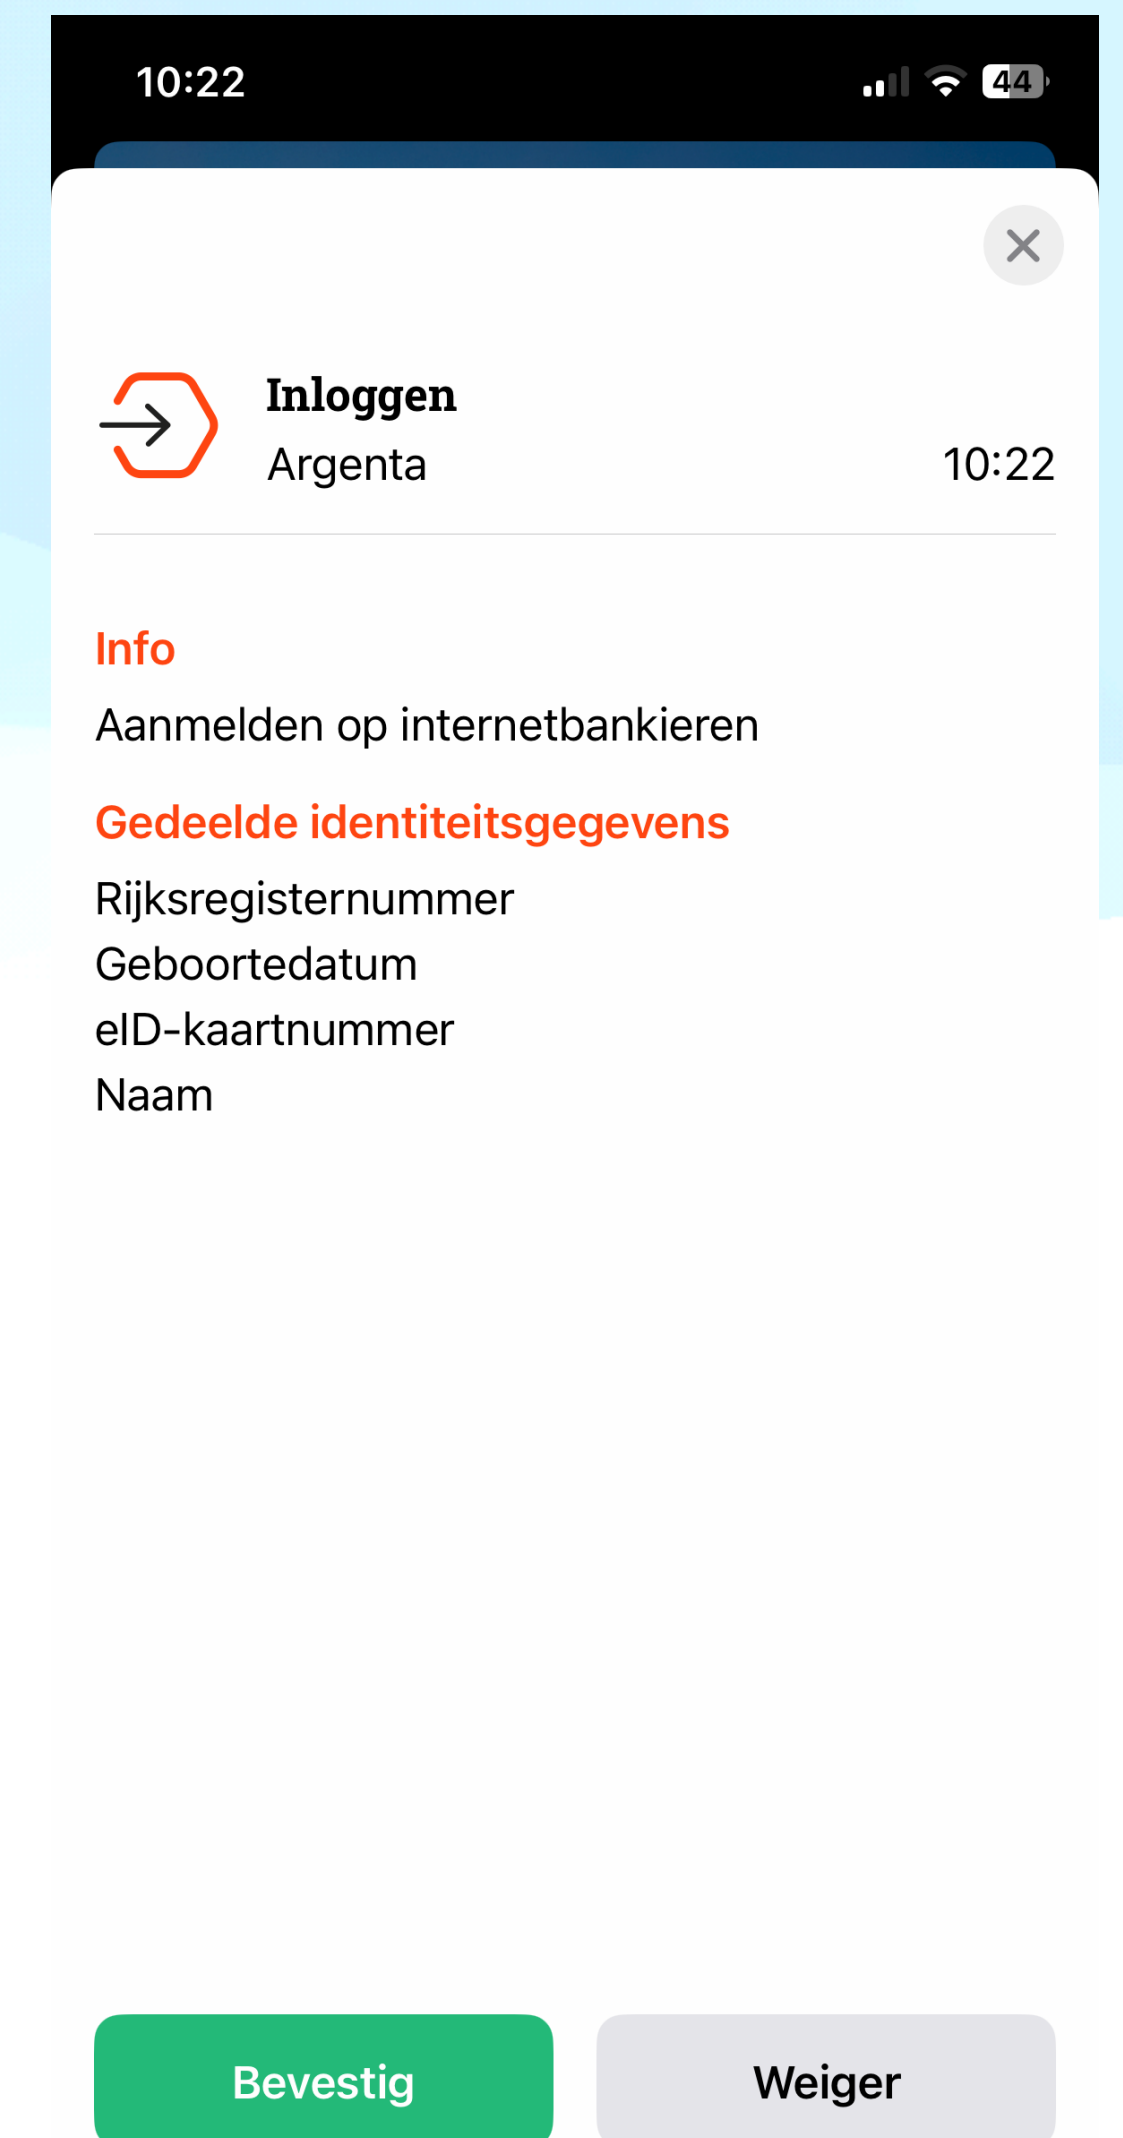 10:22
44
Inloggen
Argenta
10:22
Info
Aanmelden op internetbankieren
Gedeelde identiteitsgegevens
Rijksregisternummer
Geboortedatum
eID-kaartnummer
Naam
Bevestig
Weiger